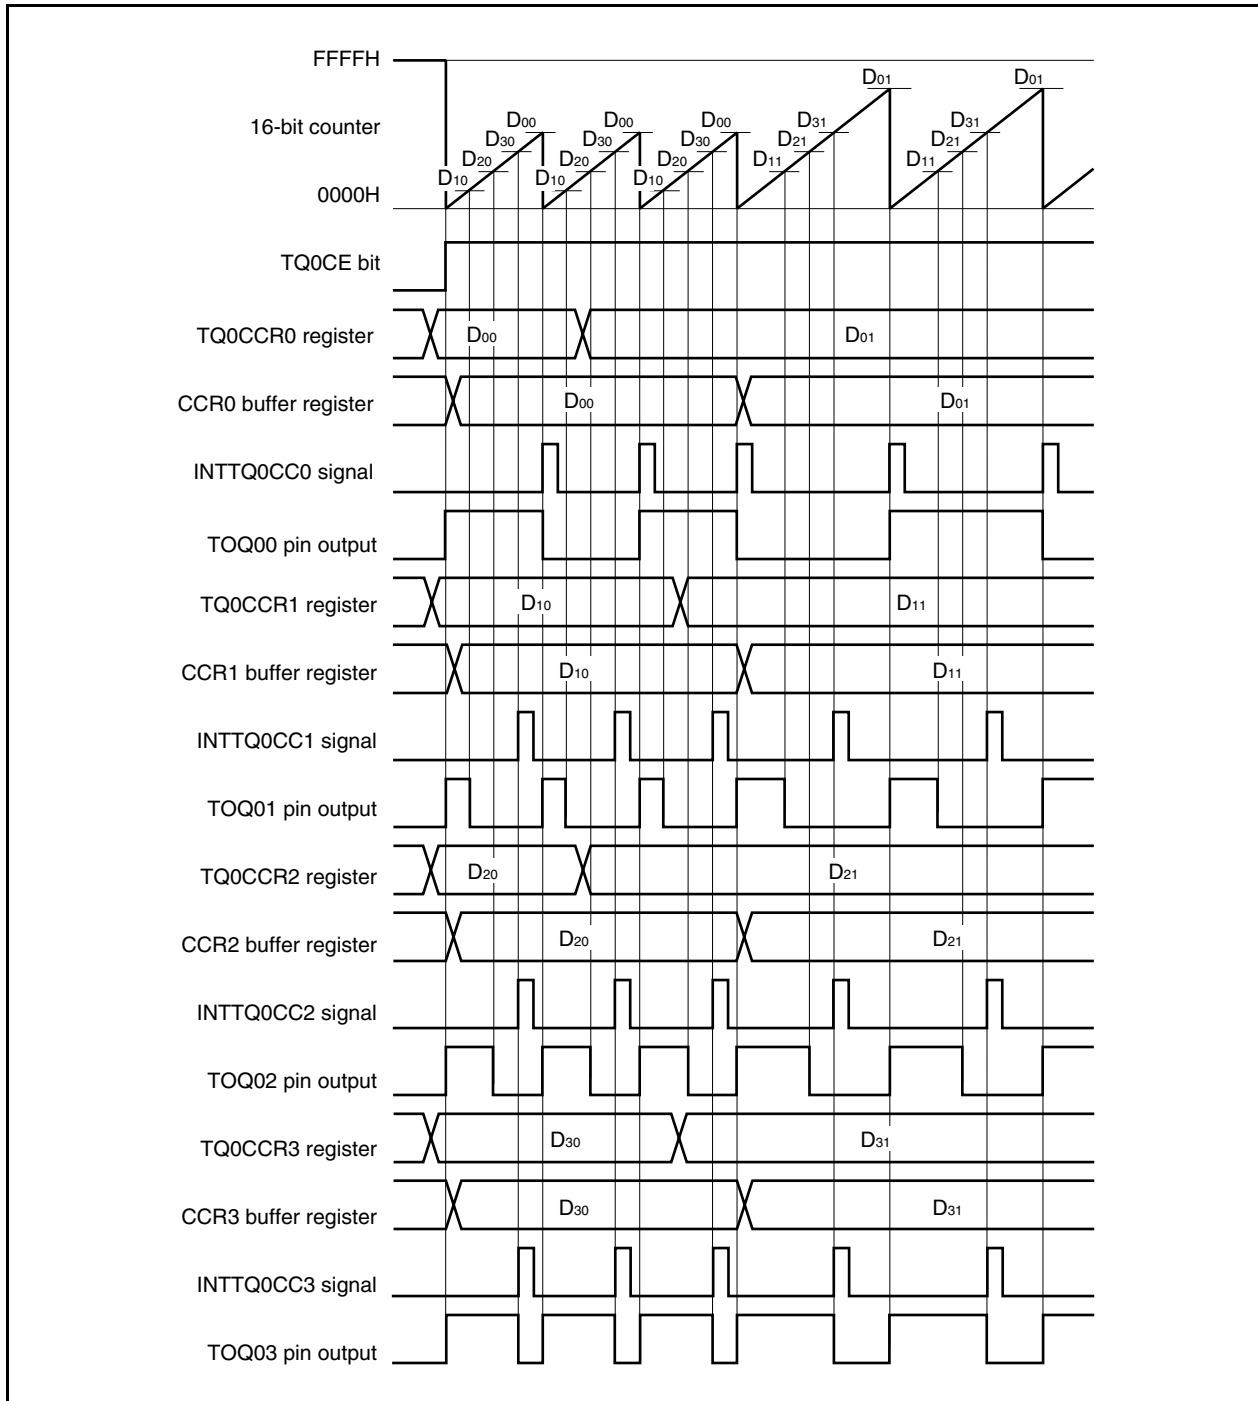 FFFFH
16-bit counter
0000H
D10 D20 D30 D00 D10 D20 D30 D00 D10 D20 D30 D00 D11 D21 D31 D01 D11 D21 D31 D01
TQ0CE bit
TQ0CCR0 register D00 D01
CCR0 buffer register D00 D01
INTTQ0CC0 signal
TOQ00 pin output
TQ0CCR1 register D10 D11
CCR1 buffer register D10 D11
INTTQ0CC1 signal
TOQ01 pin output
TQ0CCR2 register D20 D21
CCR2 buffer register D20 D21
INTTQ0CC2 signal
TOQ02 pin output
TQ0CCR3 register D30 D31
CCR3 buffer register D30 D31
INTTQ0CC3 signal
TOQ03 pin output